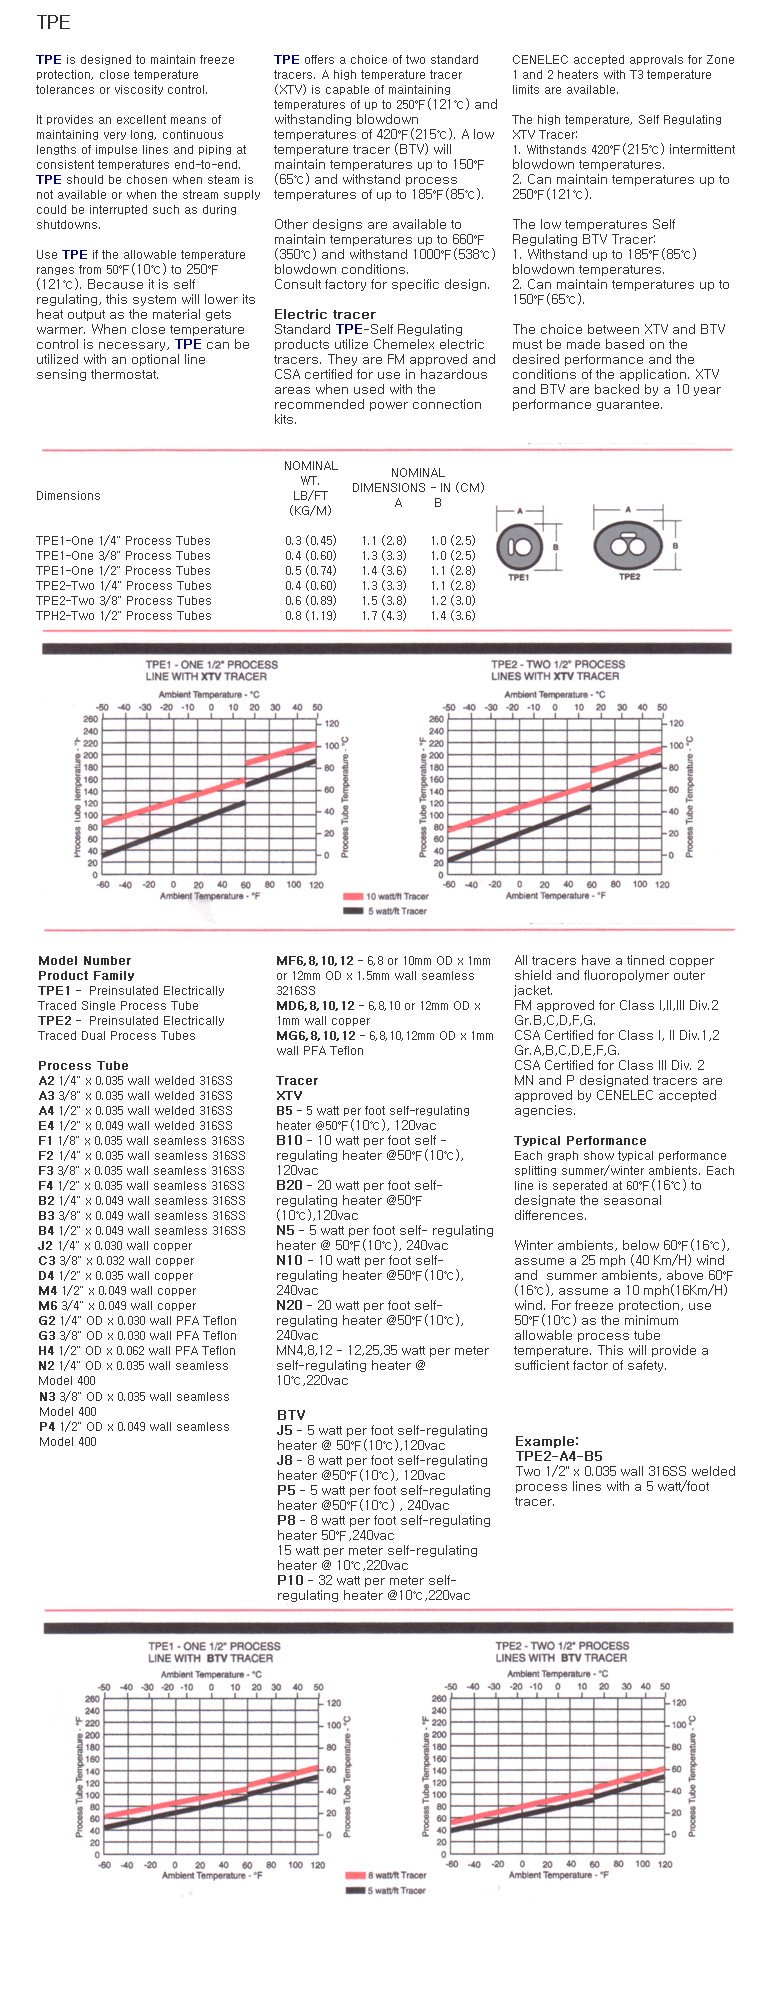 TPE
TPE is designed to maintain freeze
protection, close temperature
tolerances or viscosity control.
It provides an excellent means of
maintaining very long, continuous
lengths of impulse lines and piping at
consistent temperatures end-to-end.
TPE should be chosen when steam is
not available or when the stream supply
could be interrupted such as during
shutdowns.
Use TPE if the allowable temperature
ranges from 50℉(10℃) to 250℉
(121℃). Because it is self
regulating, this system will lower its
heat output as the material gets
warmer. When close temperature
control is necessary, TPE can be
utilized with an optional line
sensing thermostat.
TPE offers a choice of two standard
tracers. A high temperature tracer
(XTV) is capable of maintaining
temperatures of up to 250℉(121℃) and
withstanding blowdown
temperatures of 420℉(215℃). A low
temperature tracer (BTV) will
maintain temperatures up to 150℉
(65℃) and withstand process
temperatures of up to 185℉(85℃).
Other designs are available to
maintain temperatures up to 660℉
(350℃) and withstand 1000℉(538℃)
blowdown conditions.
Consult factory for specific design.
Electric tracer
Standard TPE-Self Regulating
products utilize Chemelex electric
tracers. They are FM approved and
CSA certified for use in hazardous
areas when used with the
recommended power connection
kits.
CENELEC accepted approvals for Zone
1 and 2 heaters with T3 temperature
limits are available.
The high temperature, Self Regulating
XTV Tracer:
1. Withstands 420℉(215℃) intermittent
blowdown temperatures.
2. Can maintain temperatures up to
250℉(121℃).
The low temperatures Self
Regulating BTV Tracer:
1. Withstand up to 185℉(85℃)
blowdown temperatures.
2. Can maintain temperatures up to
150℉(65℃).
The choice between XTV and BTV
must be made based on the
desired performance and the
conditions of the application. XTV
and BTV are backed by a 10 year
performance guarantee.
Dimensions
NOMINAL
WT.
LB/FT
(KG/M)
NOMINAL
DIMENSIONS - IN (CM)
A B
TPE1-One 1/4" Process Tubes 0.3 (0.45) 1.1 (2.8) 1.0 (2.5)
TPE1-One 3/8" Process Tubes 0.4 (0.60) 1.3 (3.3) 1.0 (2.5)
TPE1-One 1/2" Process Tubes 0.5 (0.74) 1.4 (3.6) 1.1 (2.8)
TPE2-Two 1/4" Process Tubes 0.4 (0.60) 1.3 (3.3) 1.1 (2.8)
TPE2-Two 3/8" Process Tubes 0.6 (0.89) 1.5 (3.8) 1.2 (3.0)
TPH2-Two 1/2" Process Tubes 0.8 (1.19) 1.7 (4.3) 1.4 (3.6)
A
B
TPE1
A
B
TPE2
TPE1 - ONE 1/2" PROCESS
LINE WITH XTV TRACER
Ambient Temperature - °C
-50 -40 -30 -20 -10 0 10 20 30 40 50
260
240
220
200
180
160
140
120
100
80
60
40
20
0
120
100
80
60
40
20
0
Process Tube Temperature - °F
Process Tube Temperature - °C
-60 -40 -20 0 20 40 60 80 100 120
Ambient Temperature - °F
TPE2 - TWO 1/2" PROCESS
LINES WITH XTV TRACER
Ambient Temperature - °C
-50 -40 -30 -20 -10 0 10 20 30 40 50
260
240
220
200
180
160
140
120
100
80
60
40
20
0
120
100
80
60
40
20
0
Process Tube Temperature - °F
Process Tube Temperature - °C
-60 -40 -20 0 20 40 60 80 100 120
Ambient Temperature - °F
10 watt/ft Tracer
5 watt/ft Tracer
Model Number
Product Family
TPE1 - Preinsulated Electrically
Traced Single Process Tube
TPE2 - Preinsulated Electrically
Traced Dual Process Tubes
Process Tube
A2 1/4" x 0.035 wall welded 316SS
A3 3/8" x 0.035 wall welded 316SS
A4 1/2" x 0.035 wall welded 316SS
E4 1/2" x 0.049 wall welded 316SS
F1 1/8" x 0.035 wall seamless 316SS
F2 1/4" x 0.035 wall seamless 316SS
F3 3/8" x 0.035 wall seamless 316SS
F4 1/2" x 0.035 wall seamless 316SS
B2 1/4" x 0.049 wall seamless 316SS
B3 3/8" x 0.049 wall seamless 316SS
B4 1/2" x 0.049 wall seamless 316SS
J2 1/4" x 0.030 wall copper
C3 3/8" x 0.032 wall copper
D4 1/2" x 0.035 wall copper
M4 1/2" x 0.049 wall copper
M6 3/4" x 0.049 wall copper
G2 1/4" OD x 0.030 wall PFA Teflon
G3 3/8" OD x 0.030 wall PFA Teflon
H4 1/2" OD x 0.062 wall PFA Teflon
N2 1/4" OD x 0.035 wall seamless
Model 400
N3 3/8" OD x 0.035 wall seamless
Model 400
P4 1/2" OD x 0.049 wall seamless
Model 400
MF6,8,10,12 - 6,8 or 10mm OD x 1mm
or 12mm OD x 1.5mm wall seamless
3216SS
MD6,8,10,12 - 6,8,10 or 12mm OD x
1mm wall copper
MG6,8,10,12 - 6,8,10,12mm OD x 1mm
wall PFA Teflon
Tracer
XTV
B5 - 5 watt per foot self-regulating
heater @50℉(10℃), 120vac
B10 - 10 watt per foot self -
regulating heater @50℉(10℃),
120vac
B20 - 20 watt per foot self-
regulating heater @50℉
(10℃),120vac
N5 - 5 watt per foot self- regulating
heater @ 50℉(10℃), 240vac
N10 - 10 watt per foot self-
regulating heater @50℉(10℃),
240vac
N20 - 20 watt per foot self-
regulating heater @50℉(10℃),
240vac
MN4,8,12 - 12,25,35 watt per meter
self-regulating heater @
10℃,220vac
BTV
J5 - 5 watt per foot self-regulating
heater @ 50℉(10℃),120vac
J8 - 8 watt per foot self-regulating
heater @50℉(10℃), 120vac
P5 - 5 watt per foot self-regulating
heater @50℉(10℃) , 240vac
P8 - 8 watt per foot self-regulating
heater 50℉,240vac
15 watt per meter self-regulating
heater @ 10℃,220vac
P10 - 32 watt per meter self-
regulating heater @10℃,220vac
All tracers have a tinned copper
shield and fluoropolymer outer
jacket.
FM approved for Class I,II,III Div.2
Gr.B,C,D,F,G.
CSA Certified for Class I, II Div.1,2
Gr.A,B,C,D,E,F,G.
CSA Certified for Class III Div. 2
MN and P designated tracers are
approved by CENELEC accepted
agencies.
Typical Performance
Each graph show typical performance
splitting summer/winter ambients. Each
line is seperated at 60℉(16℃) to
designate the seasonal
differences.
Winter ambients, below 60℉(16℃),
assume a 25 mph (40 Km/H) wind
and summer ambients, above 60℉
(16℃), assume a 10 mph(16Km/H)
wind. For freeze protection, use
50℉(10℃) as the minimum
allowable process tube
temperature. This will provide a
sufficient factor of safety.
Example:
TPE2-A4-B5
Two 1/2" x 0.035 wall 316SS welded
process lines with a 5 watt/foot
tracer.
TPE1 - ONE 1/2" PROCESS
LINE WITH BTV TRACER
Ambient Temperature - °C
-50 -40 -30 -20 -10 0 10 20 30 40 50
260
240
220
200
180
160
140
120
100
80
60
40
20
0
120
100
80
60
40
20
0
Process Tube Temperature - °F
Process Tube Temperature - °C
-60 -40 -20 0 20 40 60 80 100 120
Ambient Temperature - °F
TPE2 - TWO 1/2" PROCESS
LINES WITH BTV TRACER
Ambient Temperature - °C
-50 -40 -30 -20 -10 0 10 20 30 40 50
260
240
220
200
180
160
140
120
100
80
60
40
20
0
120
100
80
60
40
20
0
Process Tube Temperature - °F
Process Tube Temperature - °C
-60 -40 -20 0 20 40 60 80 100 120
Ambient Temperature - °F
8 watt/ft Tracer
5 watt/ft Tracer